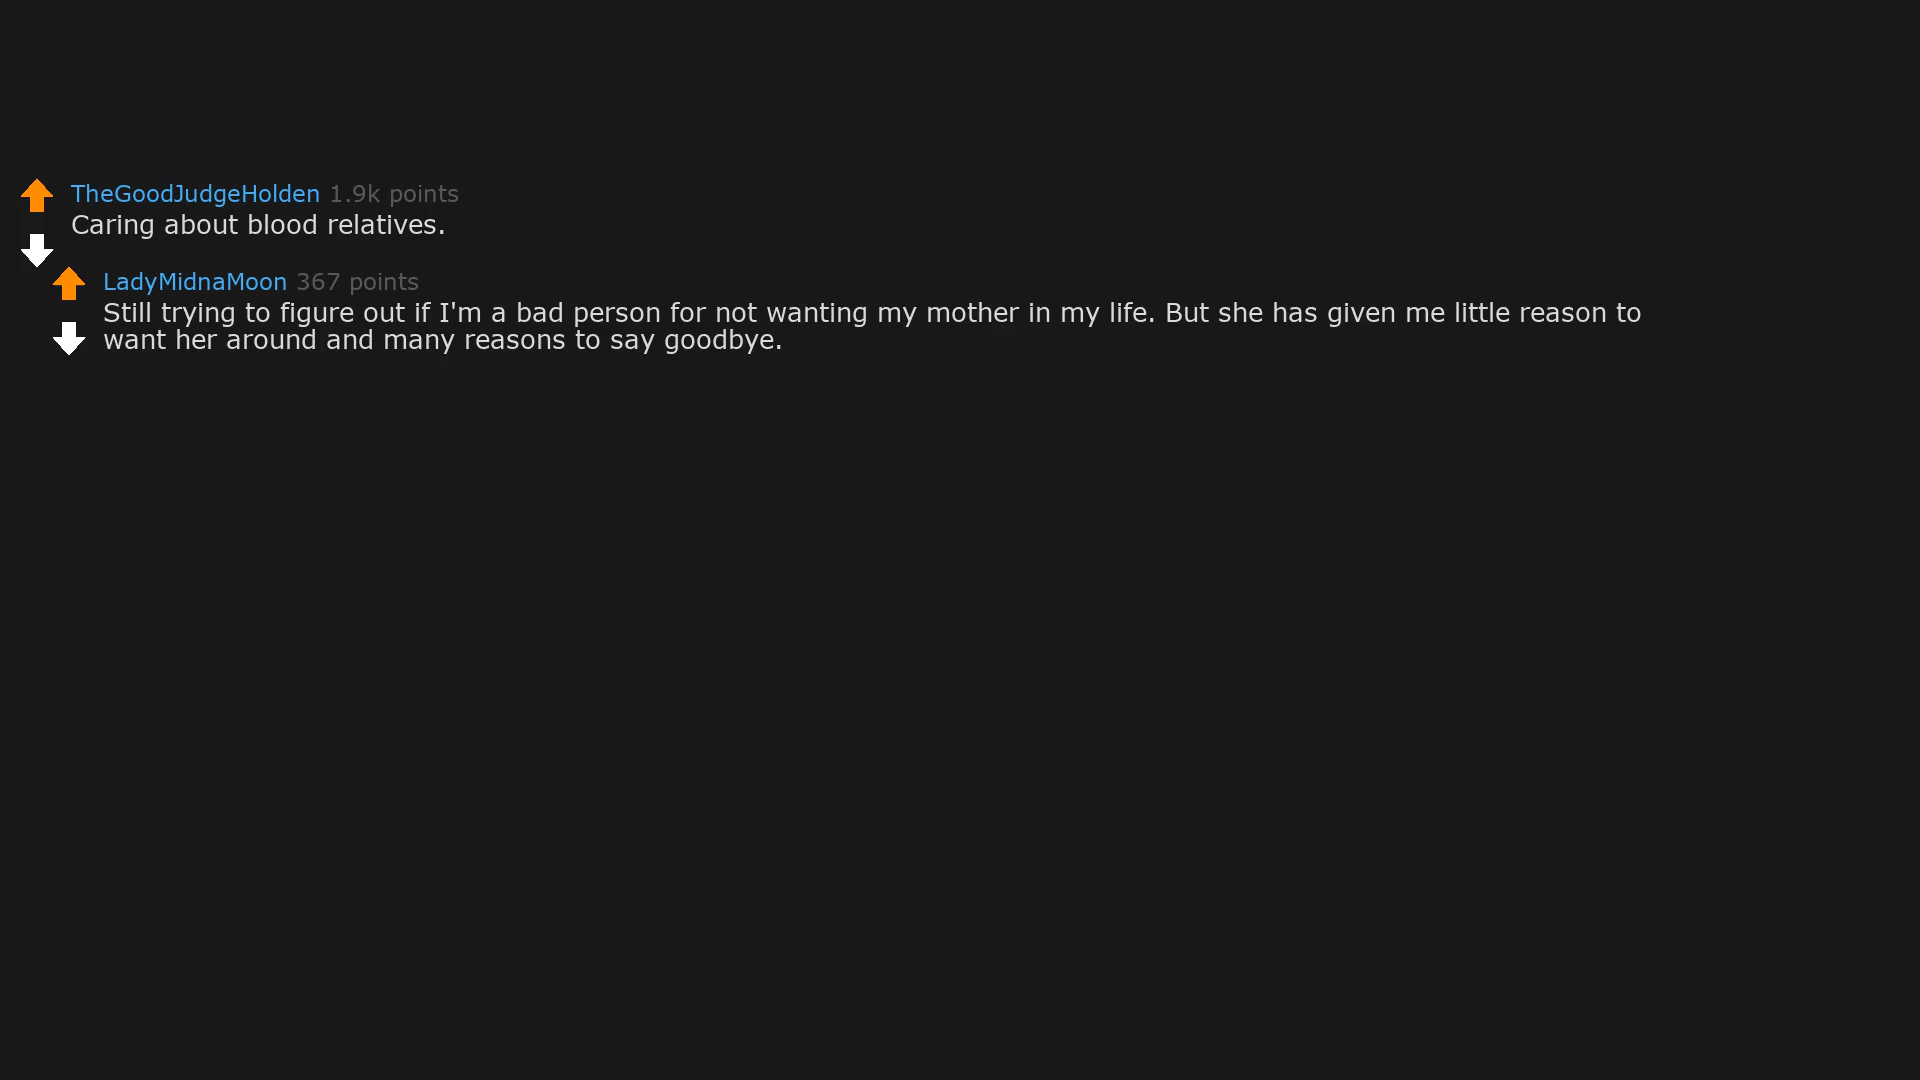 TheGoodJudgeHolden 1.9k points
Caring about blood relatives.
LadyMidnaMoon 367 points
Still trying to figure out if I'm a bad person for not wanting my mother in my life. But she has given me little reason to
want her around and many reasons to say goodbye.